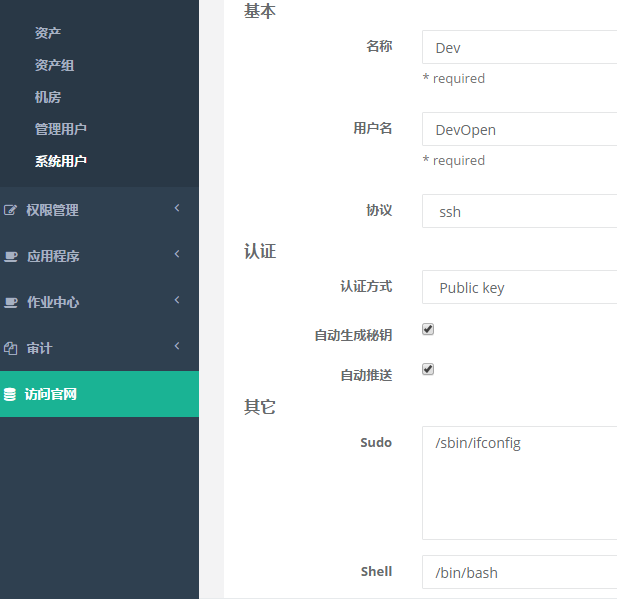 资产
资产组
机房
管理用户
系统用户
权限管理
应用程序
作业中心
审计
访问官网
基本
名称 Dev
* required
用户名 DevOpen
* required
协议 ssh
认证
认证方式 Public key
自动生成秘钥
自动推送
其它
Sudo /sbin/ifconfig
Shell /bin/bash